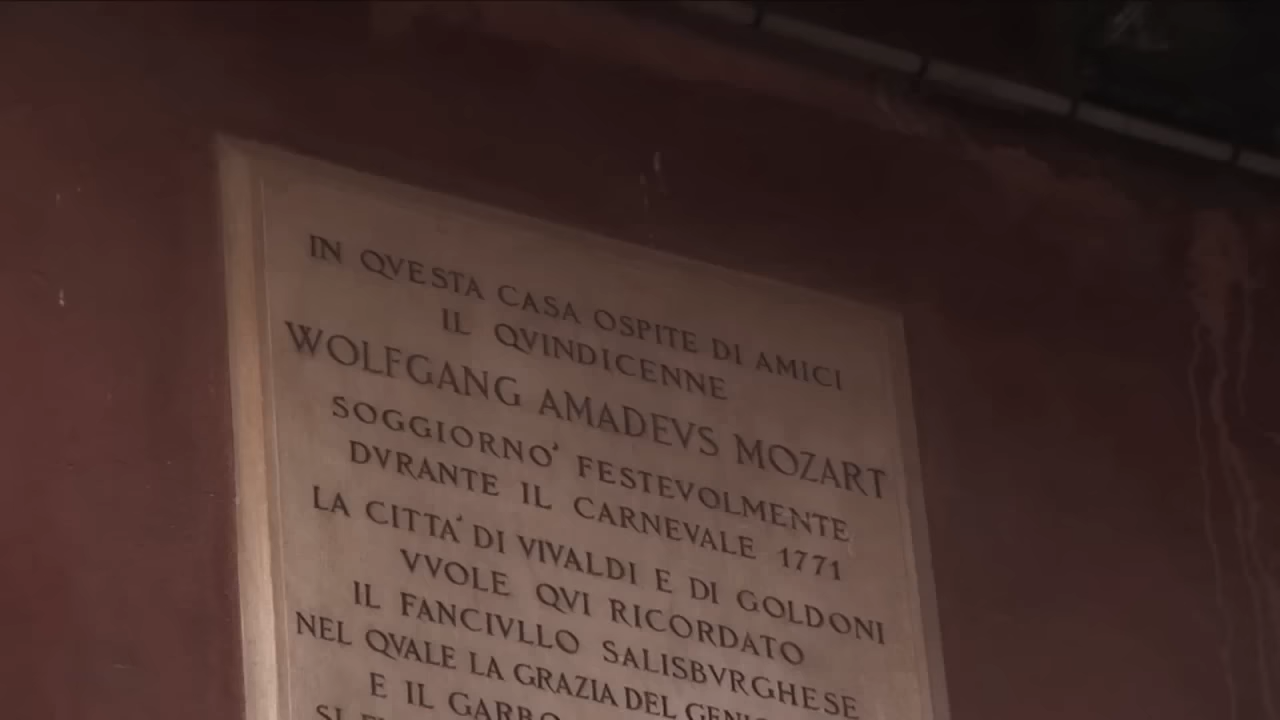 IN QVESTA CASA OSPITE DI AMICI
IL QVINDICENNE
WOLFGANG AMADEVS MOZART
SOGGIORNO' FESTEVOLMENTE
DVRANTE IL CARNEVALE 1771
LA CITTA' DI VIVALDI E DI GOLDONI
VVOLE QVI RICORDATO
IL FANCIVLLO SALISBVRGHESE
NEL QVALE LA GRAZIA DEL
E IL